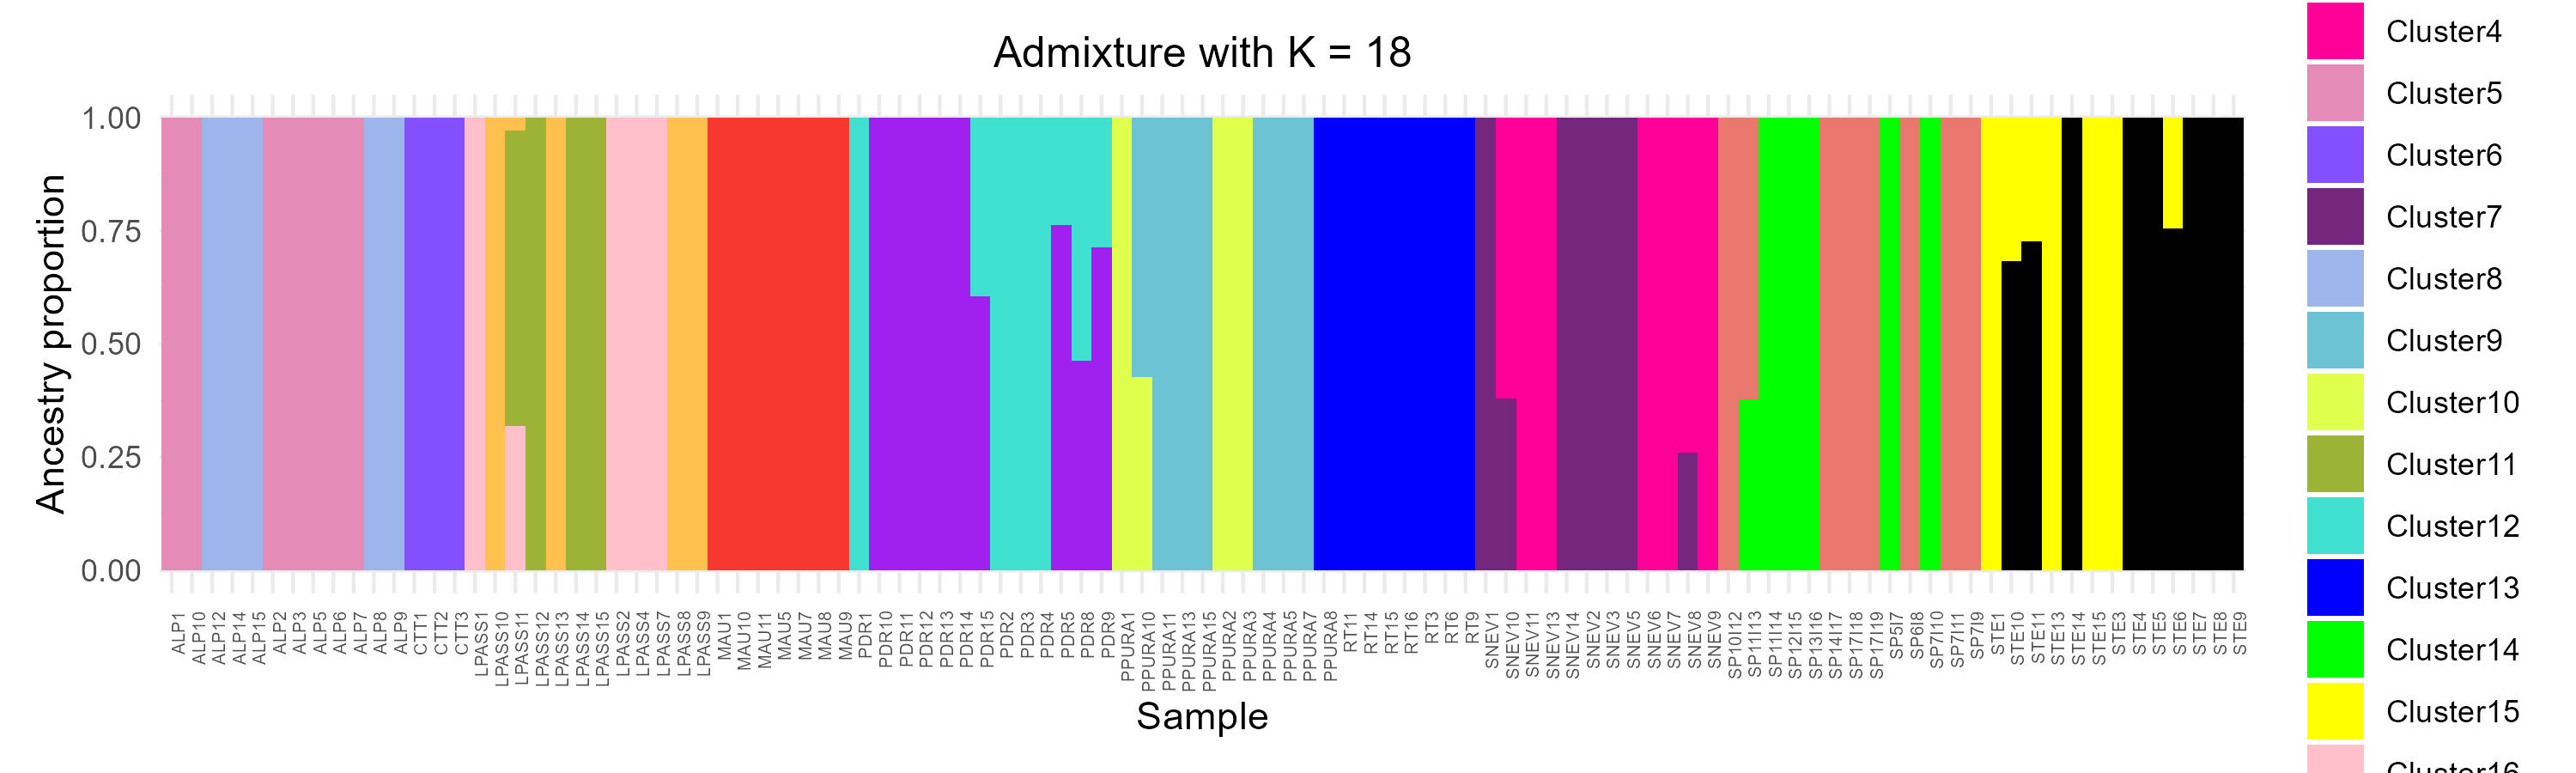 Admixture with K = 18
Ancestry proportion
1.00
0.75
0.50
0.25
0.00
ALP1
ALP10
ALP12
ALP14
ALP15
ALP2
ALP3
ALP5
ALP6
ALP7
ALP8
ALP9
CTT1
CTT2
CTT3
LPASS1
LPASS10
LPASS11
LPASS12
LPASS13
LPASS14
LPASS15
LPASS2
LPASS4
LPASS7
LPASS8
LPASS9
MAU1
MAU10
MAU11
MAU5
MAU7
MAU8
MAU9
PDR1
PDR10
PDR11
PDR12
PDR13
PDR14
PDR15
PDR2
PDR3
PDR4
PDR5
PDR8
PDR9
PPURA1
PPURA10
PPURA11
PPURA13
PPURA15
PPURA2
PPURA3
PPURA4
PPURA5
PPURA7
PPURA8
RT11
RT14
RT15
RT16
RT3
RT6
RT9
SNEV1
SNEV10
SNEV11
SNEV13
SNEV14
SNEV2
SNEV3
SNEV5
SNEV6
SNEV7
SNEV8
SNEV9
SP10I12
SP11I13
SP11I14
SP12I15
SP13I16
SP14I17
SP17I18
SP17I19
SP5I7
SP6I8
SP7I10
SP7I11
SP7I9
STE1
STE10
STE11
STE13
STE14
STE15
STE3
STE4
STE5
STE6
STE7
STE8
STE9
Sample
Cluster4
Cluster5
Cluster6
Cluster7
Cluster8
Cluster9
Cluster10
Cluster11
Cluster12
Cluster13
Cluster14
Cluster15
Cluster16